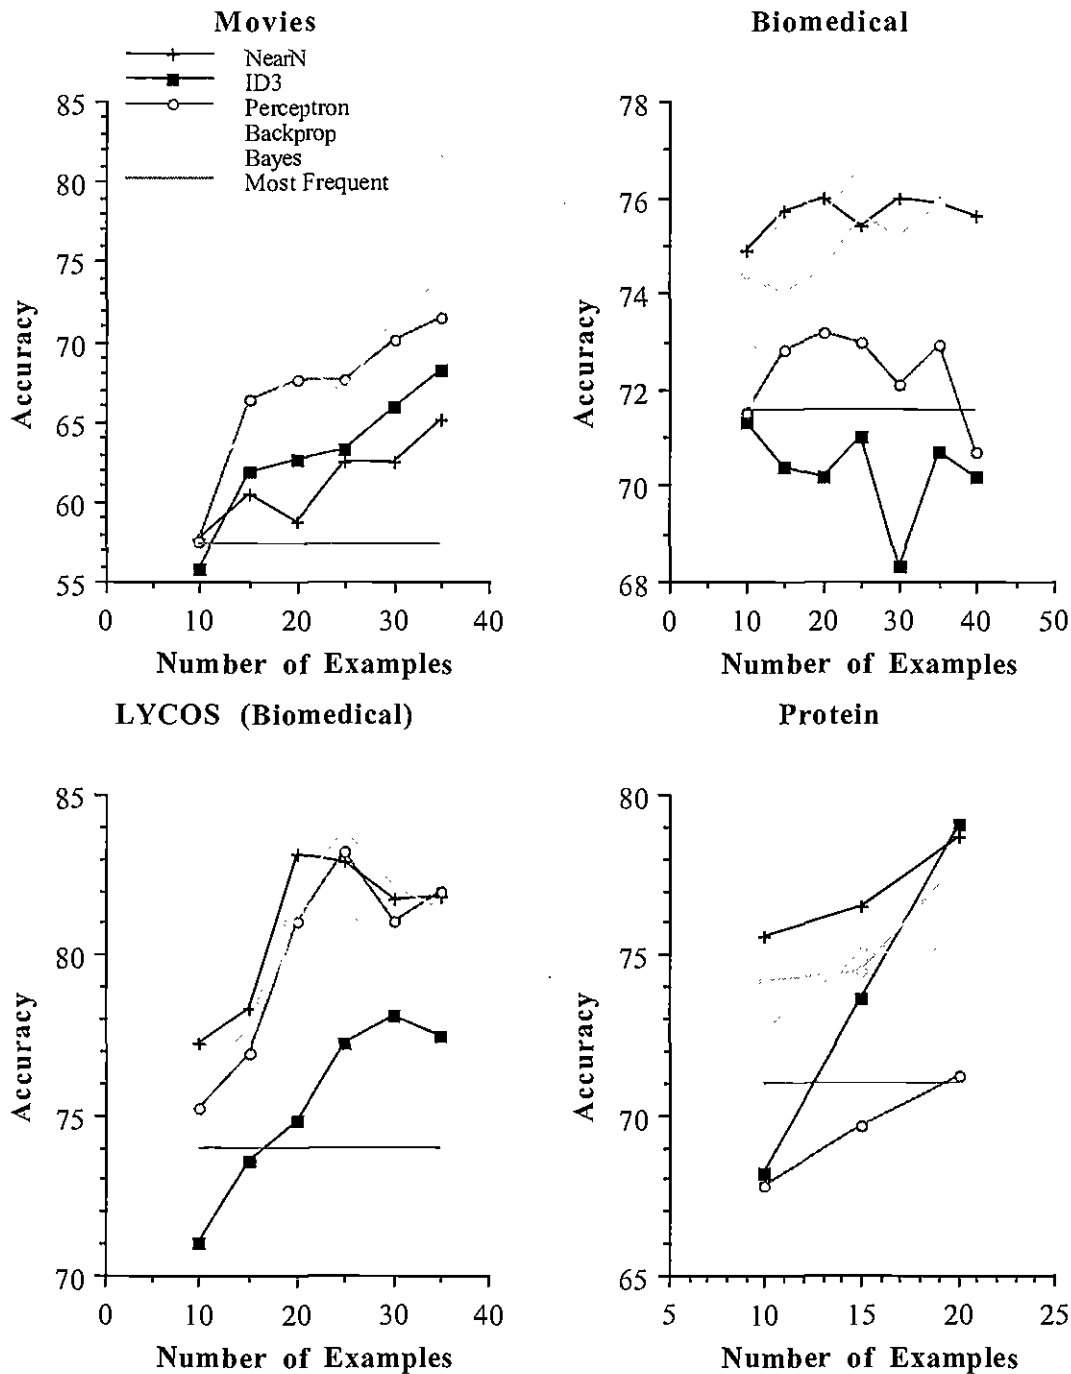 Movies
NearN
ID3
Perceptron
Backprop
Bayes
Most Frequent
85
80
75
70
65
60
55
Accuracy
0 10 20 30 40
Number of Examples
Biomedical
78
76
74
72
70
68
Accuracy
0 10 20 30 40 50
Number of Examples
LYCOS (Biomedical)
85
80
75
70
Accuracy
0 10 20 30 40
Number of Examples
Protein
80
75
70
65
Accuracy
5 10 15 20 25
Number of Examples